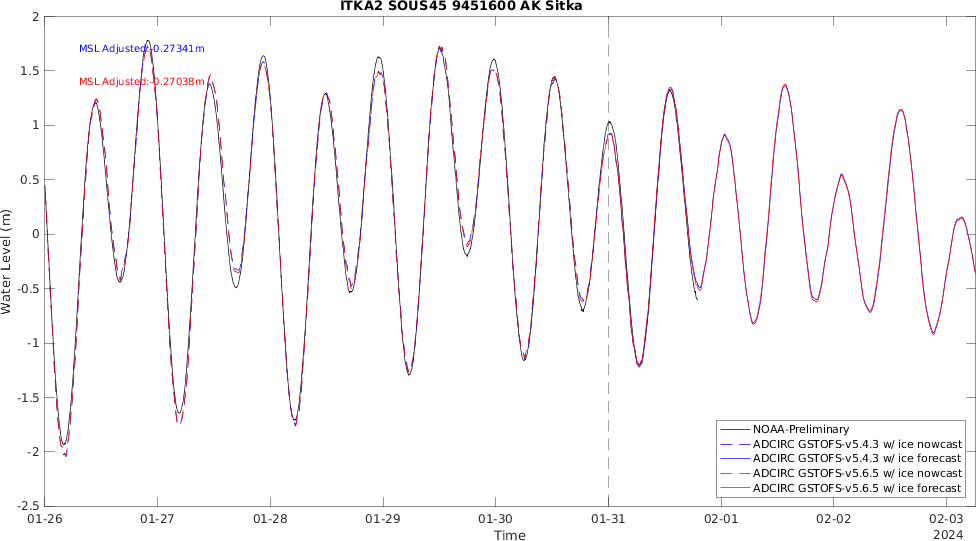 ITKA2 SOUS45 9451600 AK Sitka
MSL Adjusted:-0.27341m
MSL Adjusted:-0.27038m
2
1.5
1
0.5
0
-0.5
-1
-1.5
-2
-2.5
Water Level (m)
NOAA-Preliminary
ADCIRC GSTOFS-v5.4.3 w/ ice nowcast
ADCIRC GSTOFS-v5.4.3 w/ ice forecast
ADCIRC GSTOFS-v5.6.5 w/ ice nowcast
ADCIRC GSTOFS-v5.6.5 w/ ice forecast
01-26 01-27 01-28 01-29 01-30 01-31 02-01 02-02 02-03
Time
2024